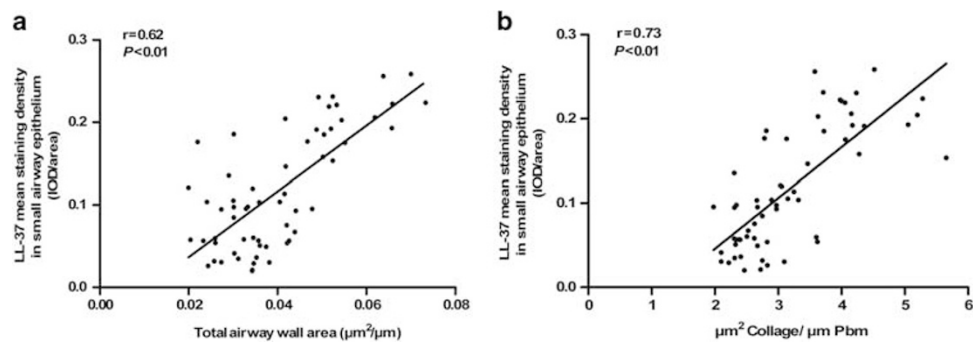 a
r=0.62
P<0.01
LL-37 mean staining density
in small airway epithelium
(IOD/area)
0.3
0.2
0.1
0.0
0.00
0.02
0.04
0.06
0.08
Total airway wall area (μm²/μm)
b
r=0.73
P<0.01
LL-37 mean staining density
in small airway epithelium
(IOD/area)
0.3
0.2
0.1
0.0
0
1
2
3
4
5
6
μm² Collage/ μm Pbm